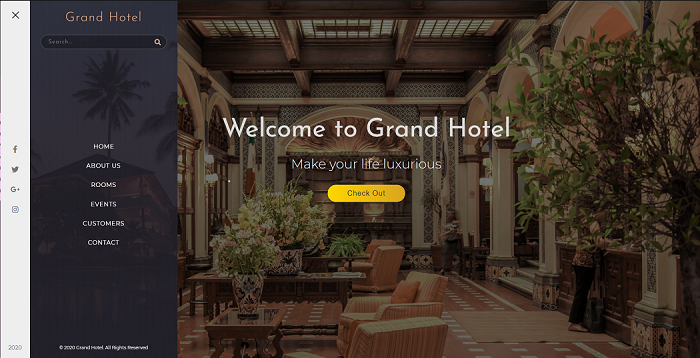 Grand Hotel
Search...
HOME
ABOUT US
ROOMS
EVENTS
CUSTOMERS
CONTACT
2020
© 2020 Grand Hotel. All Rights Reserved
Welcome to Grand Hotel
Make your life luxurious
Check Out